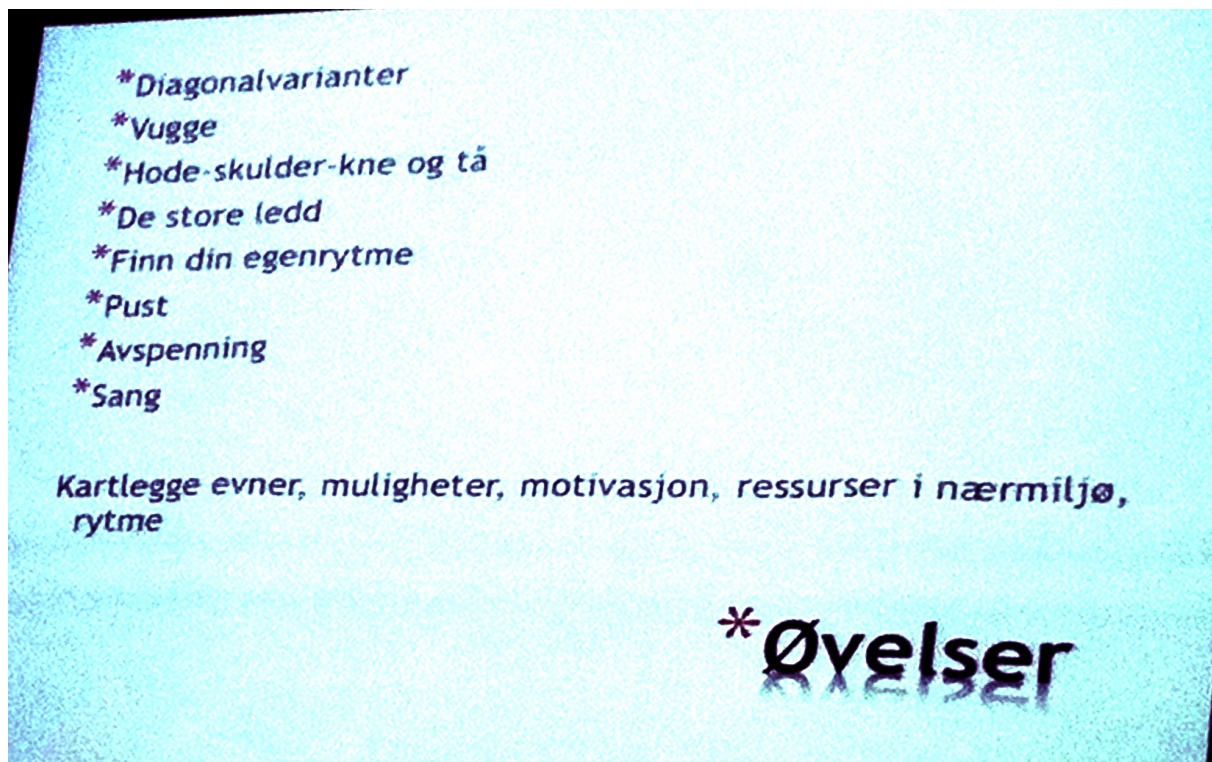 *Diagonalvarianter
*Vugge
*Hode-skulder-kne og tå
*De store ledd
*Finn din egenrytme
*Pust
*Avspenning
*Sang
Kartlegge evner, muligheter, motivasjon, ressurser i nærmiljø,
rytme
*Øvelser